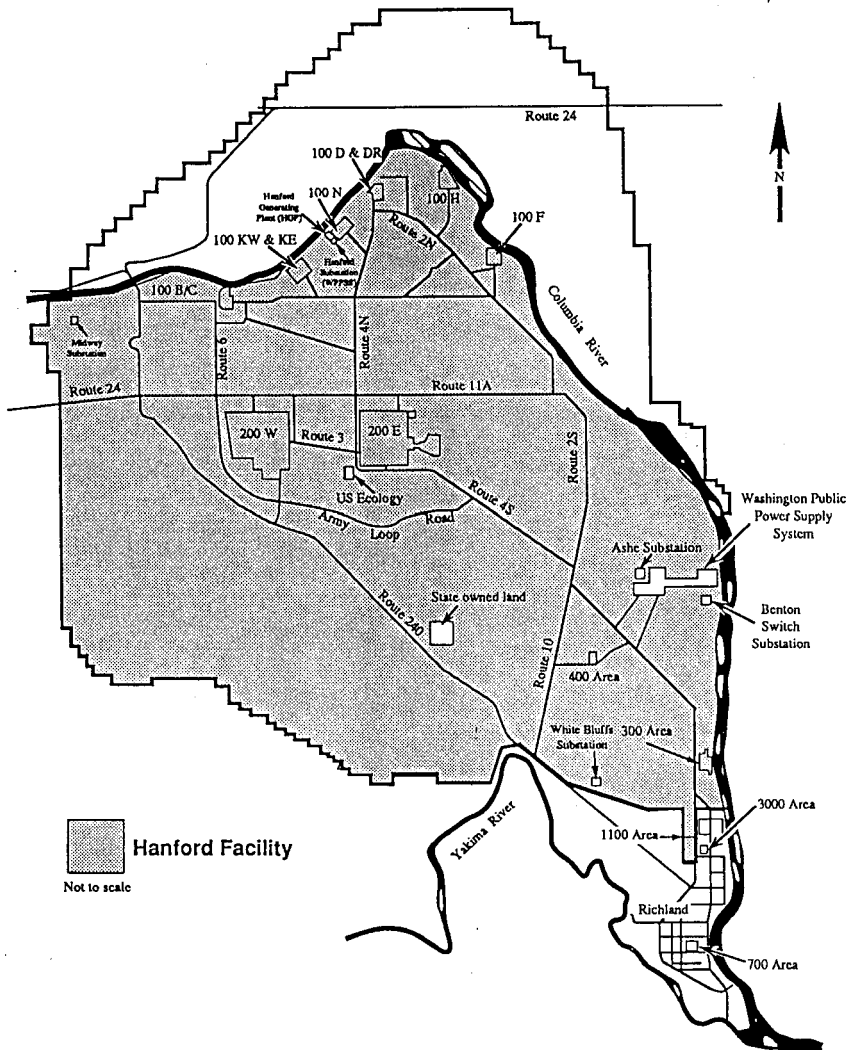 Route 24
N
100 D & DR
100 N
100 H
Hanford
Generating
Plant (HGP)
100 F
Route 2N
100 KW & KE
Hanford
Substation
100 B/C
Columbia River
Midway
Substation
Route 6
Route 4N
Route 24
Route 11A
200 W
Route 3
200 E
Route 2S
US Ecology
Route 4S
Army
Loop
Road
Washington Public
Power Supply
System
Ashe Substation
State owned land
Benton
Switch
Substation
Route 240
Route 10
400 Area
White Bluffs
Substation
300 Area
3000 Area
Yakima River
1100 Area
Hanford Facility
Not to scale
Richland
700 Area